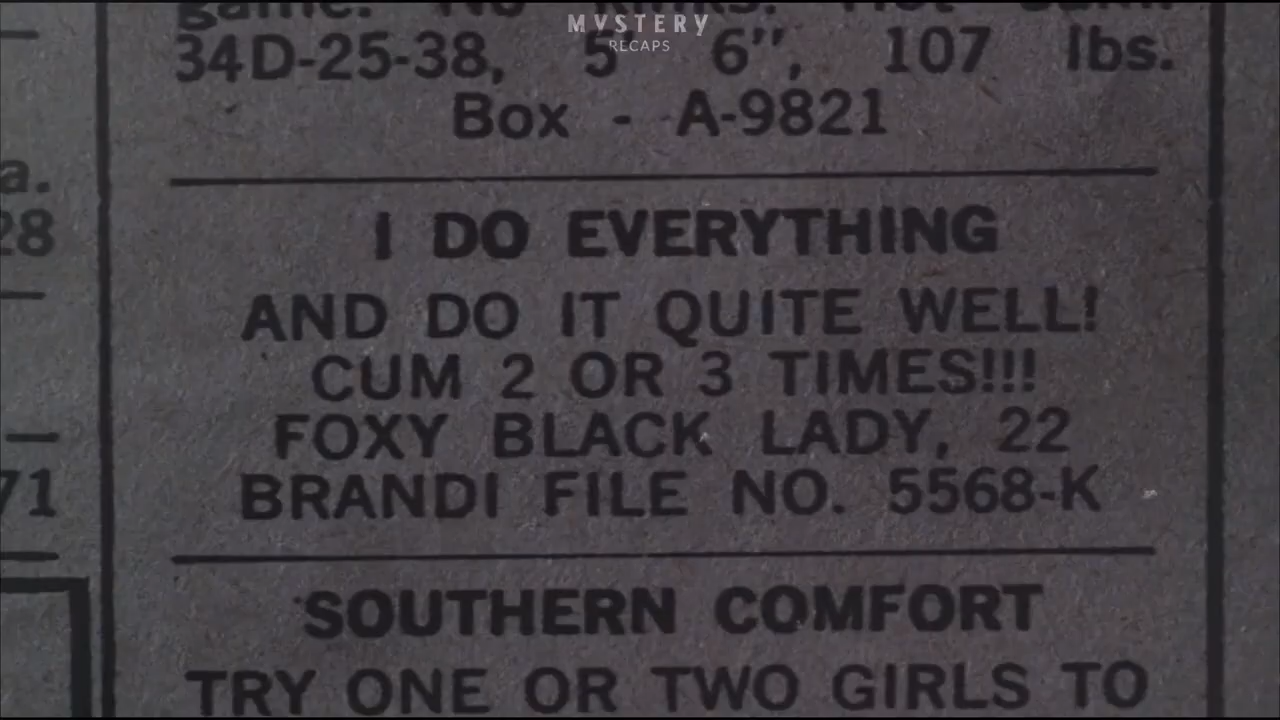 MYSTERY
RECAPS
34D-25-38, 5' 6", 107 lbs.
Box - A-9821
a.
28
I DO EVERYTHING
AND DO IT QUITE WELL!
CUM 2 OR 3 TIMES!!!
FOXY BLACK LADY, 22
BRANDI FILE NO. 5568-K
71
SOUTHERN COMFORT
TRY ONE OR TWO GIRLS TO